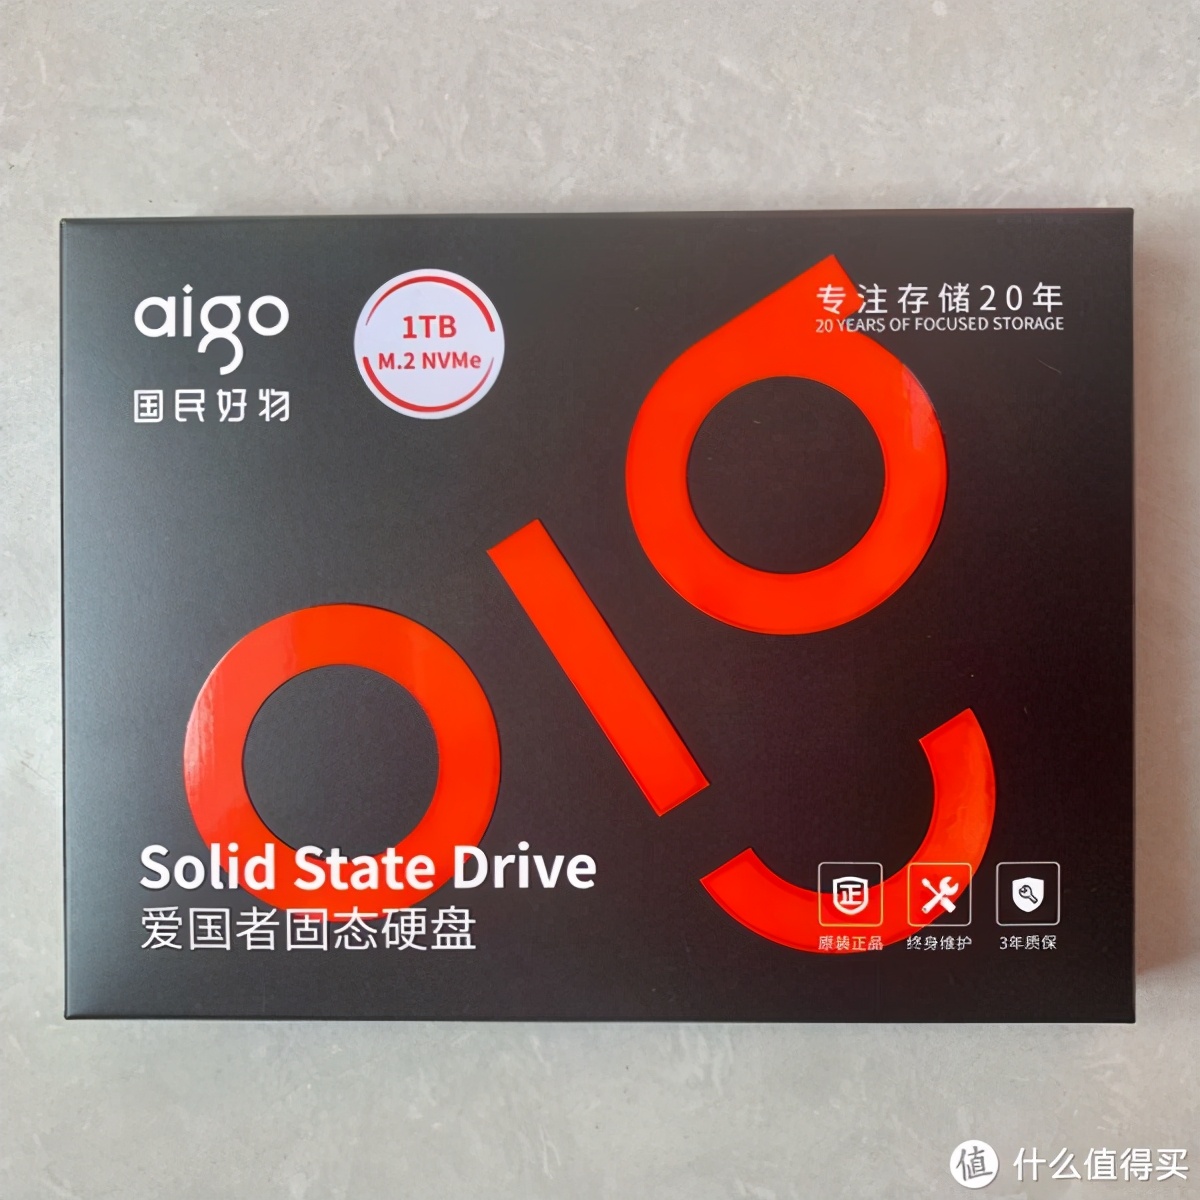 aigo
国民好物
1TB
M.2 NVMe
专注存储20年
20 YEARS OF FOCUSED STORAGE
Solid State Drive
爱国者固态硬盘
正
原装正品
终身维护
3年质保
值 什么值得买